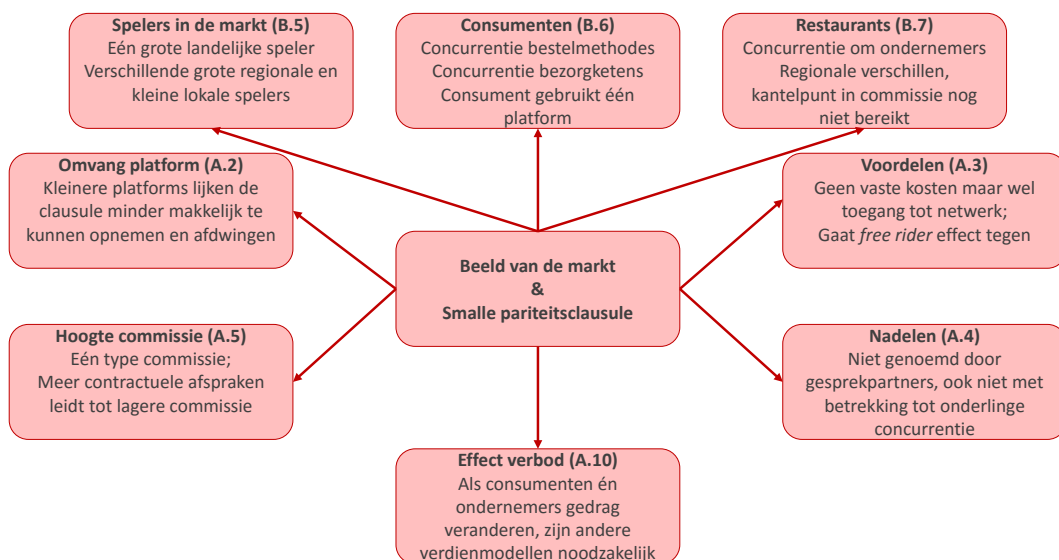 Spelers in de markt (B.5)
Eén grote landelijke speler
Verschillende grote regionale en
kleine lokale spelers
Consumenten (B.6)
Concurrentie bestelmethodes
Concurrentie bezorgketens
Consument gebruikt één
platform
Restaurants (B.7)
Concurrentie om ondernemers
Regionale verschillen,
kantelpunt in commissie nog
niet bereikt
Omvang platform (A.2)
Kleinere platforms lijken de
clausule minder makkelijk te
kunnen opnemen en afdwingen
Voordelen (A.3)
Geen vaste kosten maar wel
toegang tot netwerk;
Gaat free rider effect tegen
Beeld van de markt
&
Smalle pariteitsclausule
Hoogte commissie (A.5)
Eén type commissie;
Meer contractuele afspraken
leidt tot lagere commissie
Nadelen (A.4)
Niet genoemd door
gesprekpartners, ook niet met
betrekking tot onderlinge
concurrentie
Effect verbod (A.10)
Als consumenten én
ondernemers gedrag
veranderen, zijn andere
verdienmodellen noodzakelijk